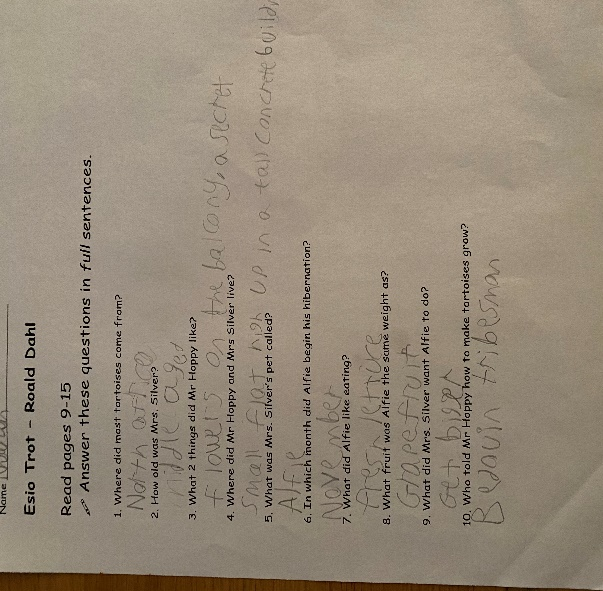 Name
Esio Trot – Roald Dahl
Read pages 9-15
Answer these questions in full sentences.
1. Where did most tortoises come from?
North africa
2. How old was Mrs. Silver?
middle aged
3. What 2 things did Mr Hoppy like?
flowers on the balcony, a secret
4. Where did Mr Hoppy and Mrs Silver live?
small flat high up in a tall concrete buildin
5. What was Mrs. Silver's pet called?
Alfie
6. In which month did Alfie begin his hibernation?
November
7. What did Alfie like eating?
fresh lettice
8. What fruit was Alfie the same weight as?
Grapefruit
9. What did Mrs. Silver want Alfie to do?
Get bigger
10. Who told Mr Hoppy how to make tortoises grow?
Bedouin tribesman